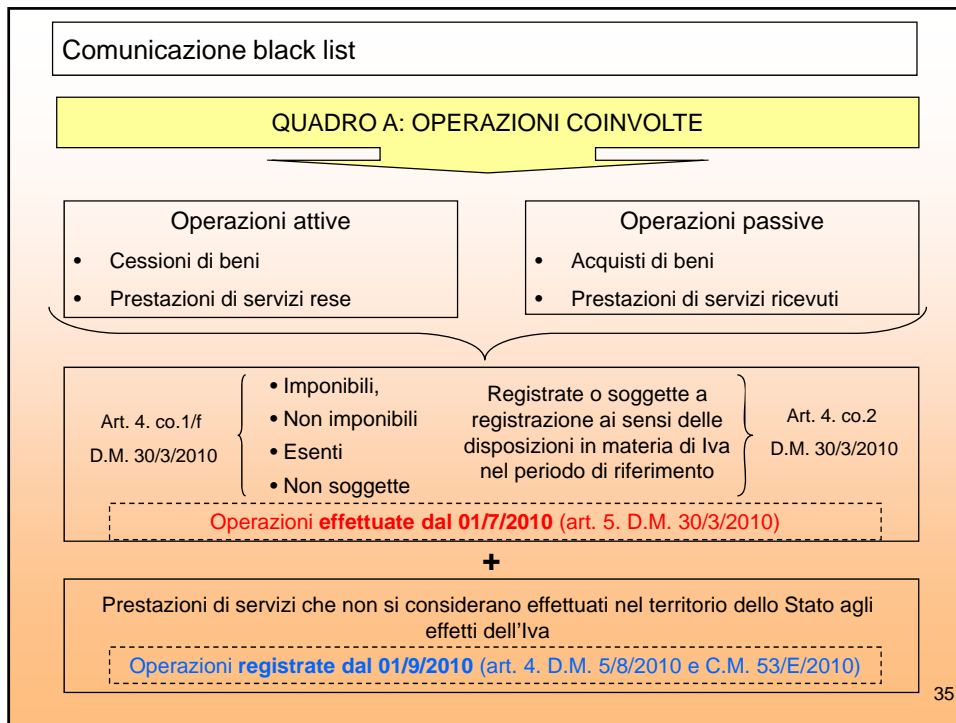 Comunicazione black list
QUADRO A: OPERAZIONI COINVOLTE
Operazioni attive
• Cessioni di beni
• Prestazioni di servizi rese
Operazioni passive
• Acquisti di beni
• Prestazioni di servizi ricevuti
Art. 4. co.1/f
D.M. 30/3/2010
• Imponibili,
• Non imponibili
• Esenti
• Non soggette
Registrate o soggette a
registrazione ai sensi delle
disposizioni in materia di Iva
nel periodo di riferimento
Art. 4. co.2
D.M. 30/3/2010
Operazioni effettuate dal 01/7/2010 (art. 5. D.M. 30/3/2010)
+
Prestazioni di servizi che non si considerano effettuati nel territorio dello Stato agli
effetti dell'Iva
Operazioni registrate dal 01/9/2010 (art. 4. D.M. 5/8/2010 e C.M. 53/E/2010)
35